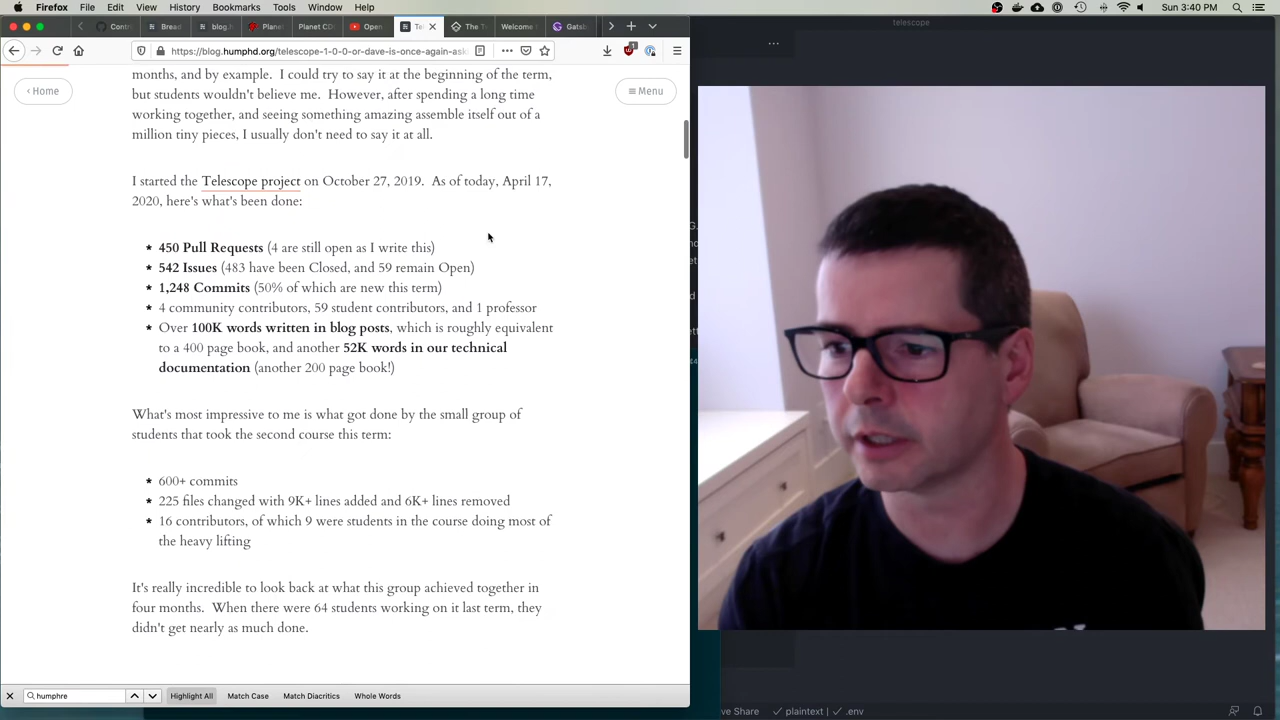 Firefox File Edit View History Bookmarks Tools Window Help
Sun 3:40 PM
Contri
Bread
blog.h
Planet
Planet CD
Open
Tel
The T
Welcome
Gatsb
telescope
https://blog.humphd.org/telescope-1-0-0-or-dave-is-once-again-ask
‹ Home
≡ Menu
months, and by example. I could try to say it at the beginning of the term,
but students wouldn't believe me. However, after spending a long time
working together, and seeing something amazing assemble itself out of a
million tiny pieces, I usually don't need to say it at all.
I started the Telescope project on October 27, 2019. As of today, April 17,
2020, here's what's been done:
* 450 Pull Requests (4 are still open as I write this)
* 542 Issues (483 have been Closed, and 59 remain Open)
* 1,248 Commits (50% of which are new this term)
* 4 community contributors, 59 student contributors, and 1 professor
* Over 100K words written in blog posts, which is roughly equivalent
to a 400 page book, and another 52K words in our technical
documentation (another 200 page book!)
What's most impressive to me is what got done by the small group of
students that took the second course this term:
* 600+ commits
* 225 files changed with 9K+ lines added and 6K+ lines removed
* 16 contributors, of which 9 were students in the course doing most of
the heavy lifting
It's really incredible to look back at what this group achieved together in
four months. When there were 64 students working on it last term, they
didn't get nearly as much done.
humphre
Highlight All Match Case Match Diacritics Whole Words
ve Share ✓ plaintext | ✓ .env